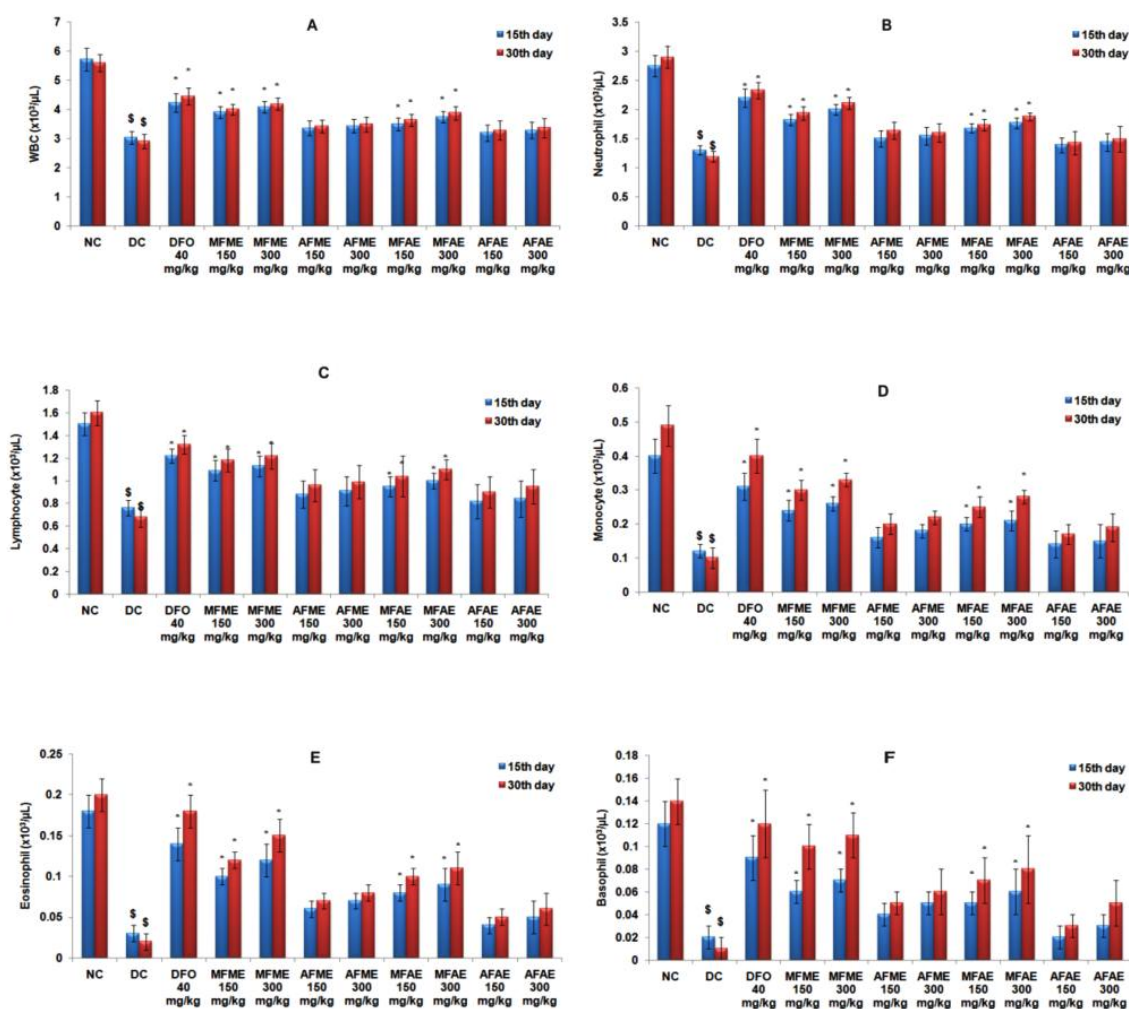 A
15th day
30th day
WBC (x10³/µL)
7
6
5
4
3
2
1
0
$ $
* * * * * * * * * *
NC DC DFO MFME MFME AFME AFME MFAE MFAE AFAE AFAE
40 150 300 150 300 150 300 150 300
mg/kg mg/kg mg/kg mg/kg mg/kg mg/kg mg/kg mg/kg mg/kg
B
15th day
30th day
Neutrophil (x10³/µL)
3.5
3
2.5
2
1.5
1
0.5
0
$ $
* * * * * * * * * *
NC DC DFO MFME MFME AFME AFME MFAE MFAE AFAE AFAE
40 150 300 150 300 150 300 150 300
mg/kg mg/kg mg/kg mg/kg mg/kg mg/kg mg/kg mg/kg mg/kg
C
15th day
30th day
Lymphocyte (x10³/µL)
1.8
1.6
1.4
1.2
1
0.8
0.6
0.4
0.2
0
$ $
* * * * * * * * * *
NC DC DFO MFME MFME AFME AFME MFAE MFAE AFAE AFAE
40 150 300 150 300 150 300 150 300
mg/kg mg/kg mg/kg mg/kg mg/kg mg/kg mg/kg mg/kg mg/kg
D
15th day
30th day
Monocyte (x10³/µL)
0.6
0.5
0.4
0.3
0.2
0.1
0
$ $
* * * * * * * * * *
NC DC DFO MFME MFME AFME AFME MFAE MFAE AFAE AFAE
40 150 300 150 300 150 300 150 300
mg/kg mg/kg mg/kg mg/kg mg/kg mg/kg mg/kg mg/kg mg/kg
E
15th day
30th day
Eosinophil (x10³/µL)
0.25
0.2
0.15
0.1
0.05
0
$ $
* * * * * * * * * *
NC DC DFO MFME MFME AFME AFME MFAE MFAE AFAE AFAE
40 150 300 150 300 150 300 150 300
mg/kg mg/kg mg/kg mg/kg mg/kg mg/kg mg/kg mg/kg mg/kg
F
15th day
30th day
Basophil (x10³/µL)
0.18
0.16
0.14
0.12
0.1
0.08
0.06
0.04
0.02
0
$ $
* * * * * * * * * *
NC DC DFO MFME MFME AFME AFME MFAE MFAE AFAE AFAE
40 150 300 150 300 150 300 150 300
mg/kg mg/kg mg/kg mg/kg mg/kg mg/kg mg/kg mg/kg mg/kg